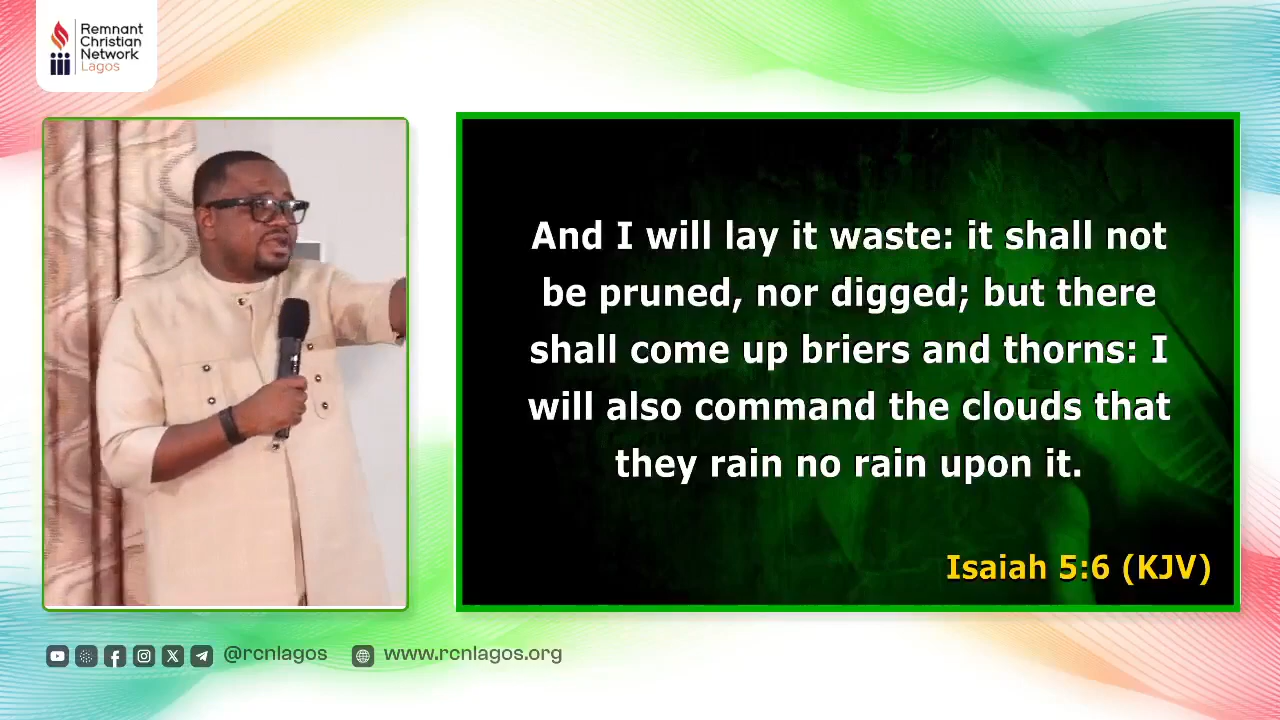 Remnant
Christian
Network
Lagos
And I will lay it waste: it shall not
be pruned, nor digged; but there
shall come up briers and thorns: I
will also command the clouds that
they rain no rain upon it.
Isaiah 5:6 (KJV)
@rcnlagos
www.rcnlagos.org